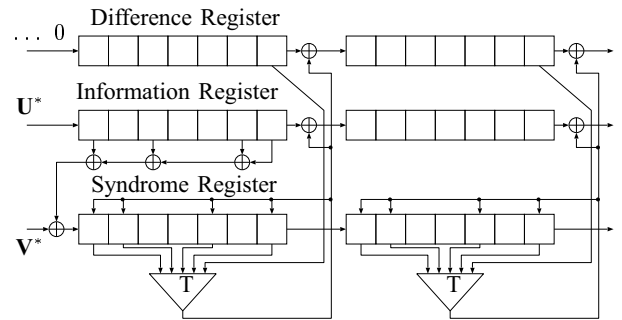 Difference Register
... 0
Information Register
U*
Syndrome Register
V*
T
T